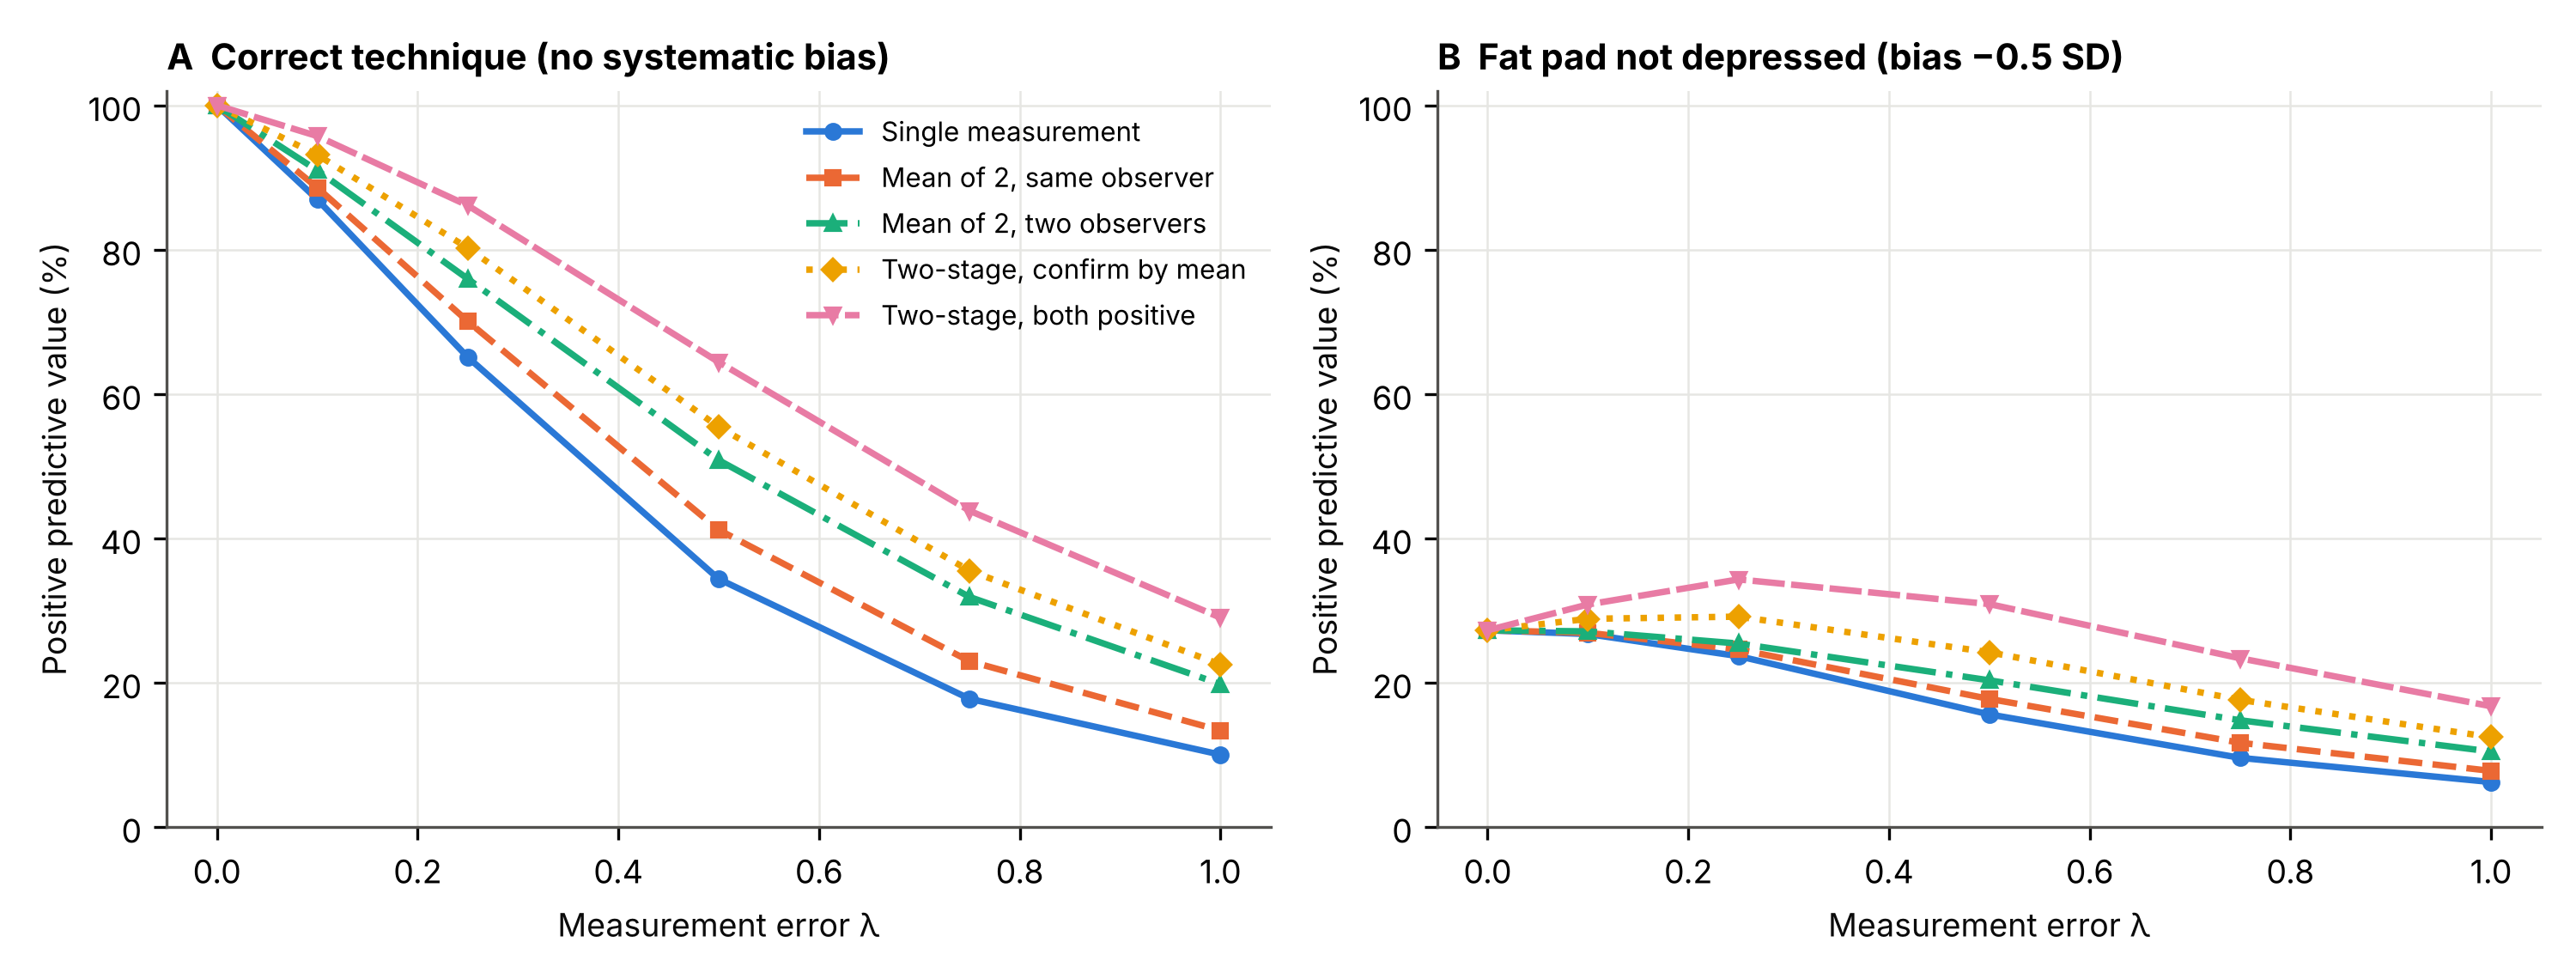 A Correct technique (no systematic bias)
Positive predictive value (%)
100
80
60
40
20
0
Single measurement
Mean of 2, same observer
Mean of 2, two observers
Two-stage, confirm by mean
Two-stage, both positive
0.0 0.2 0.4 0.6 0.8 1.0
Measurement error λ
B Fat pad not depressed (bias −0.5 SD)
Positive predictive value (%)
100
80
60
40
20
0
0.0 0.2 0.4 0.6 0.8 1.0
Measurement error λ